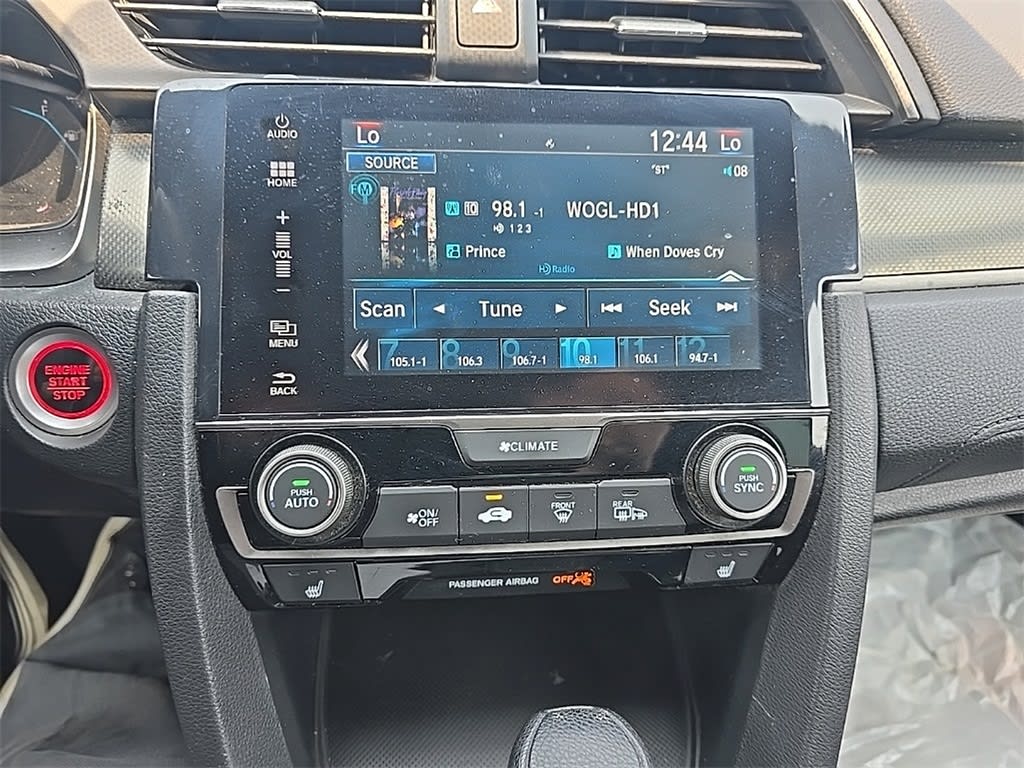 AUDIO
HOME
+
VOL
−
MENU
BACK
Lo 12:44 Lo
SOURCE "ST" 08
FM 98.1 -1 WOGL-HD1
HD 1 2 3
Prince When Doves Cry
HD Radio
Scan Tune Seek
7 105.1-1 8 106.3 9 106.7-1 10 98.1 11 106.1 12 94.7-1
F
ENGINE
START
STOP
CLIMATE
PUSH
AUTO
ON/
OFF
FRONT
REAR
PUSH
SYNC
PASSENGER AIRBAG OFF